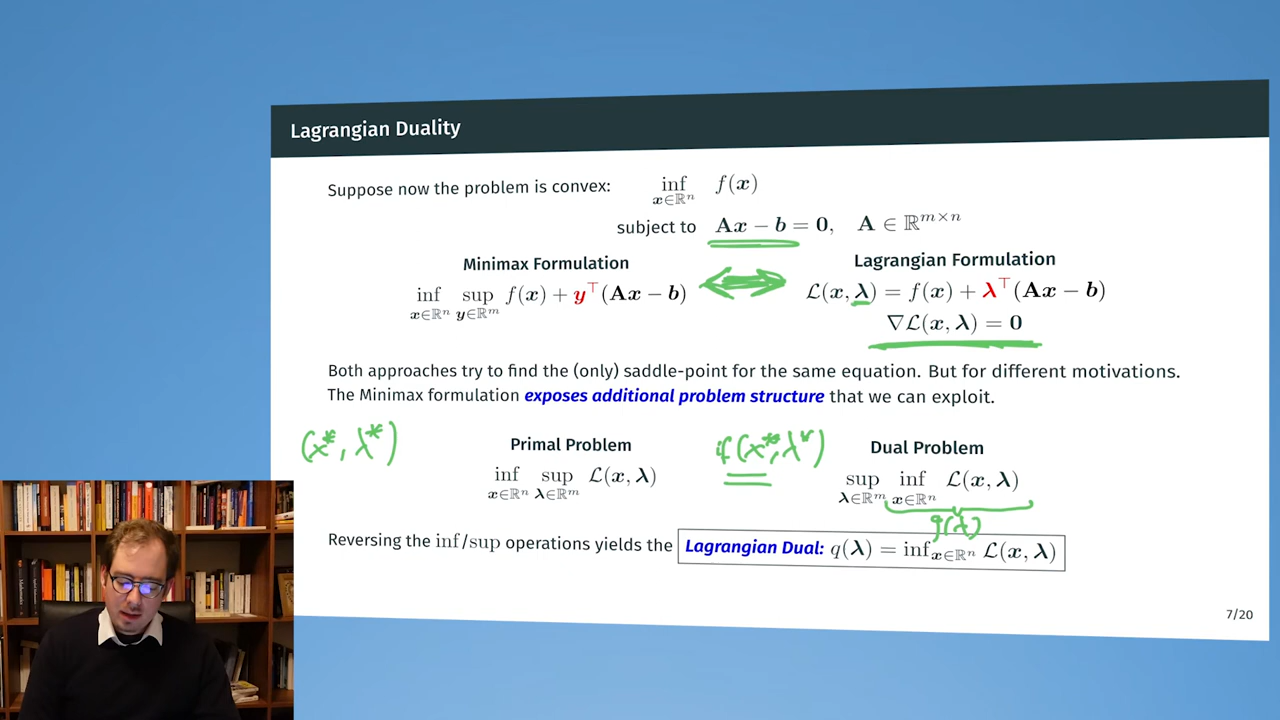 Lagrangian Duality
Suppose now the problem is convex: inf f(x)
x∈ℝⁿ
subject to Ax − b = 0, A ∈ ℝᵐˣⁿ
Minimax Formulation
inf sup f(x) + y⊤(Ax − b)
x∈ℝⁿ y∈ℝᵐ
Lagrangian Formulation
ℒ(x, λ) = f(x) + λ⊤(Ax − b)
∇ℒ(x, λ) = 0
Both approaches try to find the (only) saddle-point for the same equation. But for different motivations.
The Minimax formulation exposes additional problem structure that we can exploit.
(x*, λ*)
Primal Problem
inf sup ℒ(x, λ)
x∈ℝⁿ λ∈ℝᵐ
if (x*, λ*)
Dual Problem
sup inf ℒ(x, λ)
λ∈ℝᵐ x∈ℝⁿ
q(λ)
Reversing the inf/sup operations yields the Lagrangian Dual: q(λ) = inf x∈ℝⁿ ℒ(x, λ)
7/20